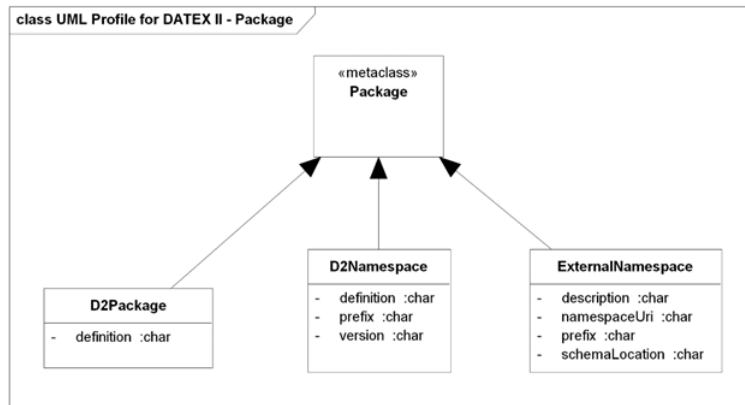 class UML Profile for DATEX II - Package
«metaclass»
Package
D2Package
- definition :char
D2Namespace
- definition :char
- prefix :char
- version :char
ExternalNamespace
- description :char
- namespaceUri :char
- prefix :char
- schemaLocation :char